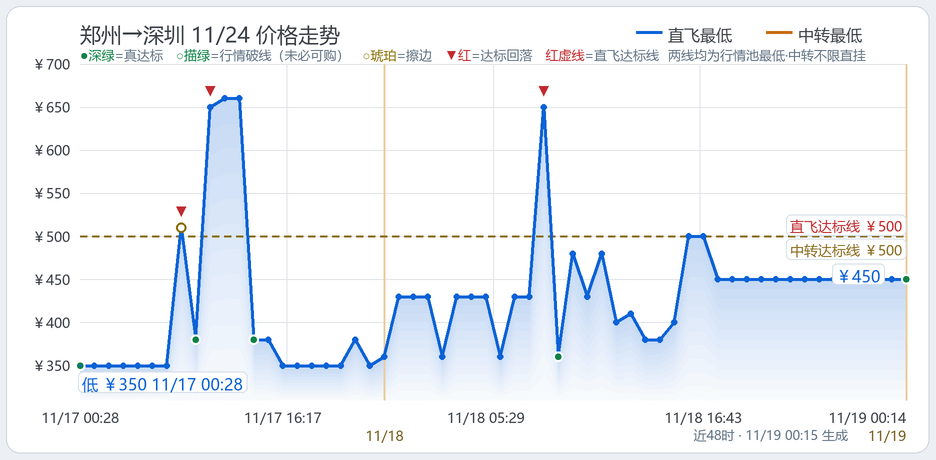 郑州→深圳 11/24 价格走势
直飞最低 中转最低
●深绿=真达标 ○描绿=行情破线（未必可购） ○琥珀=擦边 ▼红=达标回落 红虚线=直飞达标线 两线均为行情池最低·中转不限直挂
¥700
¥650
¥600
¥550
¥500
¥450
¥400
¥350
直飞达标线 ¥500
中转达标线 ¥500
¥450
低 ¥350 11/17 00:28
11/17 00:28 11/17 16:17 11/18 05:29 11/18 16:43 11/19 00:14
11/18 近48时 · 11/19 00:15 生成 11/19